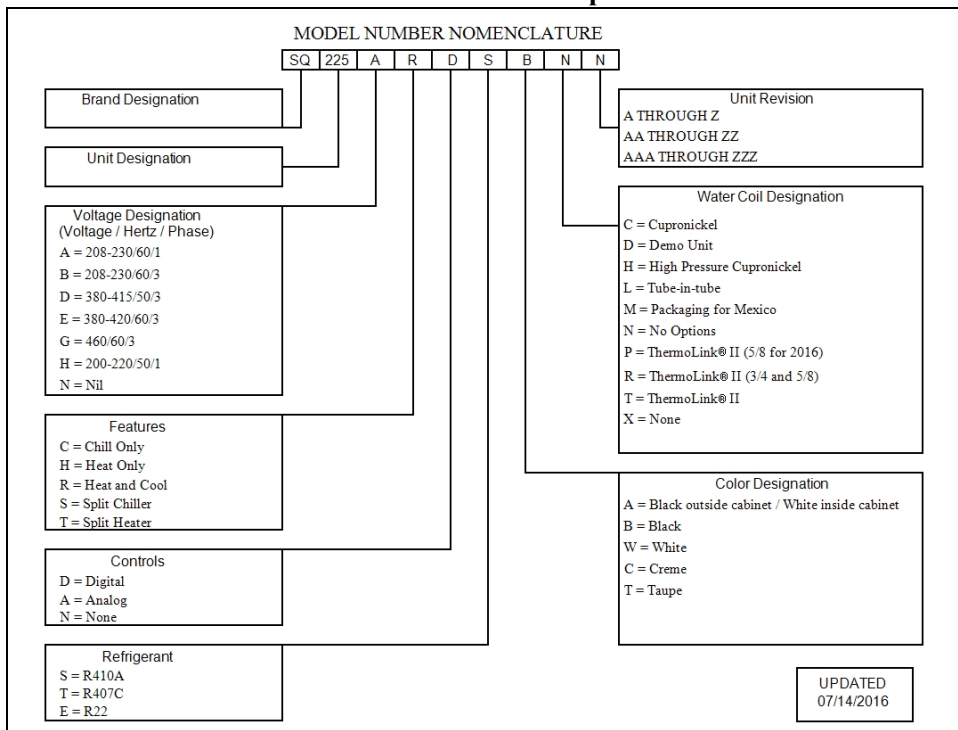 MODEL NUMBER NOMENCLATURE
SQ 225 A R D S B N N
Brand Designation
Unit Designation
Voltage Designation
(Voltage / Hertz / Phase)
A = 208-230/60/1
B = 208-230/60/3
D = 380-415/50/3
E = 380-420/60/3
G = 460/60/3
H = 200-220/50/1
N = Nil
Features
C = Chill Only
H = Heat Only
R = Heat and Cool
S = Split Chiller
T = Split Heater
Controls
D = Digital
A = Analog
N = None
Refrigerant
S = R410A
T = R407C
E = R22
Unit Revision
A THROUGH Z
AA THROUGH ZZ
AAA THROUGH ZZZ
Water Coil Designation
C = Cupronickel
D = Demo Unit
H = High Pressure Cupronickel
L = Tube-in-tube
M = Packaging for Mexico
N = No Options
P = ThermoLink® II (5/8 for 2016)
R = ThermoLink® II (3/4 and 5/8)
T = ThermoLink® II
X = None
Color Designation
A = Black outside cabinet / White inside cabinet
B = Black
W = White
C = Creme
T = Taupe
UPDATED
07/14/2016